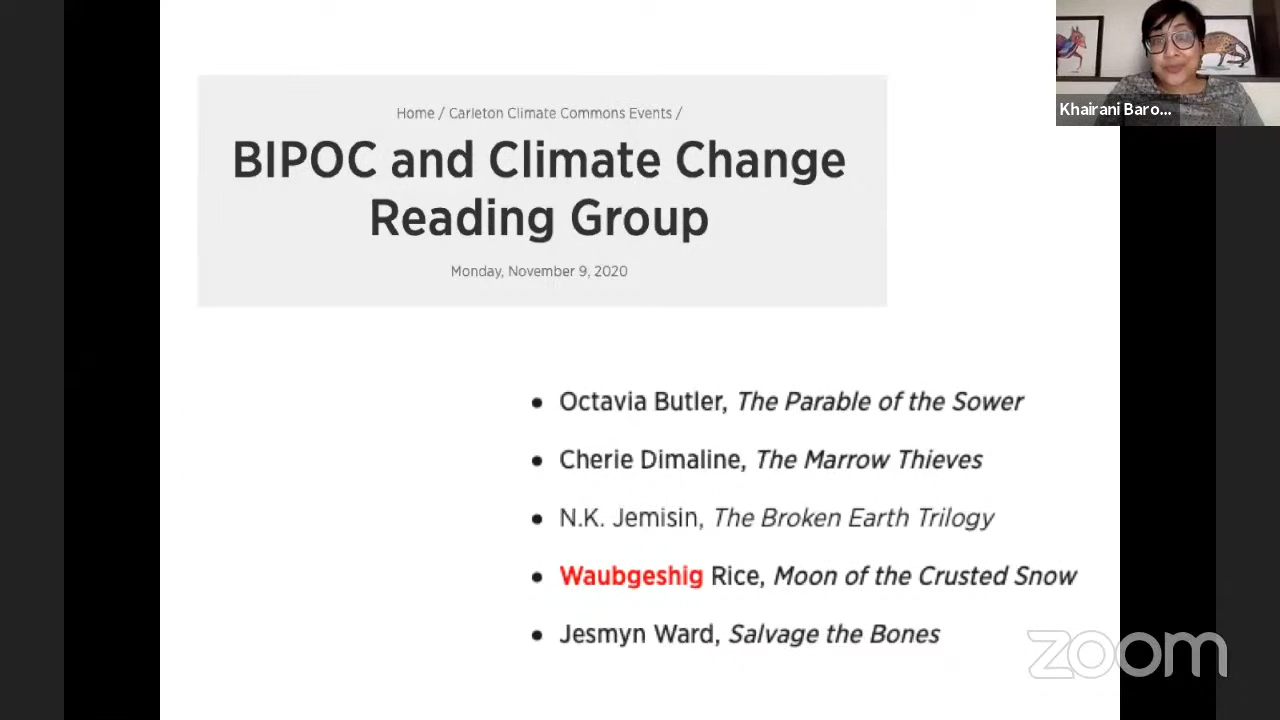 Home / Carleton Climate Commons Events /
BIPOC and Climate Change
Reading Group
Monday, November 9, 2020
• Octavia Butler, The Parable of the Sower
• Cherie Dimaline, The Marrow Thieves
• N.K. Jemisin, The Broken Earth Trilogy
• Waubgeshig Rice, Moon of the Crusted Snow
• Jesmyn Ward, Salvage the Bones
Khairani Baro...
zoom